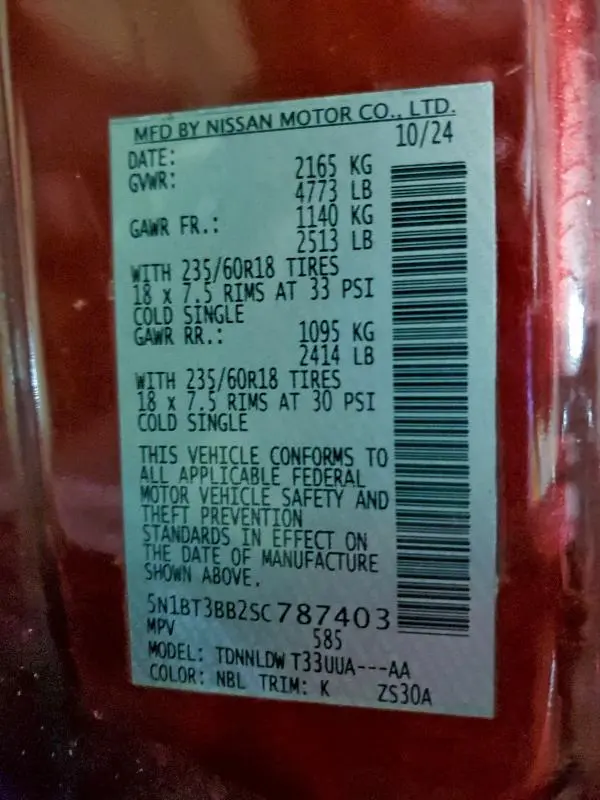 MFD BY NISSAN MOTOR CO., LTD.
DATE: 10/24
GVWR: 2165 KG
4773 LB
GAWR FR.: 1140 KG
2513 LB
WITH 235/60R18 TIRES
18 x 7.5 RIMS AT 33 PSI
COLD SINGLE
GAWR RR.: 1095 KG
2414 LB
WITH 235/60R18 TIRES
18 x 7.5 RIMS AT 30 PSI
COLD SINGLE
THIS VEHICLE CONFORMS TO
ALL APPLICABLE FEDERAL
MOTOR VEHICLE SAFETY AND
THEFT PREVENTION
STANDARDS IN EFFECT ON
THE DATE OF MANUFACTURE
SHOWN ABOVE.
5N1BT3BB2SC787403
MPV 585
MODEL: TDNNLDW T33UUA---AA
COLOR: NBL TRIM: K ZS30A